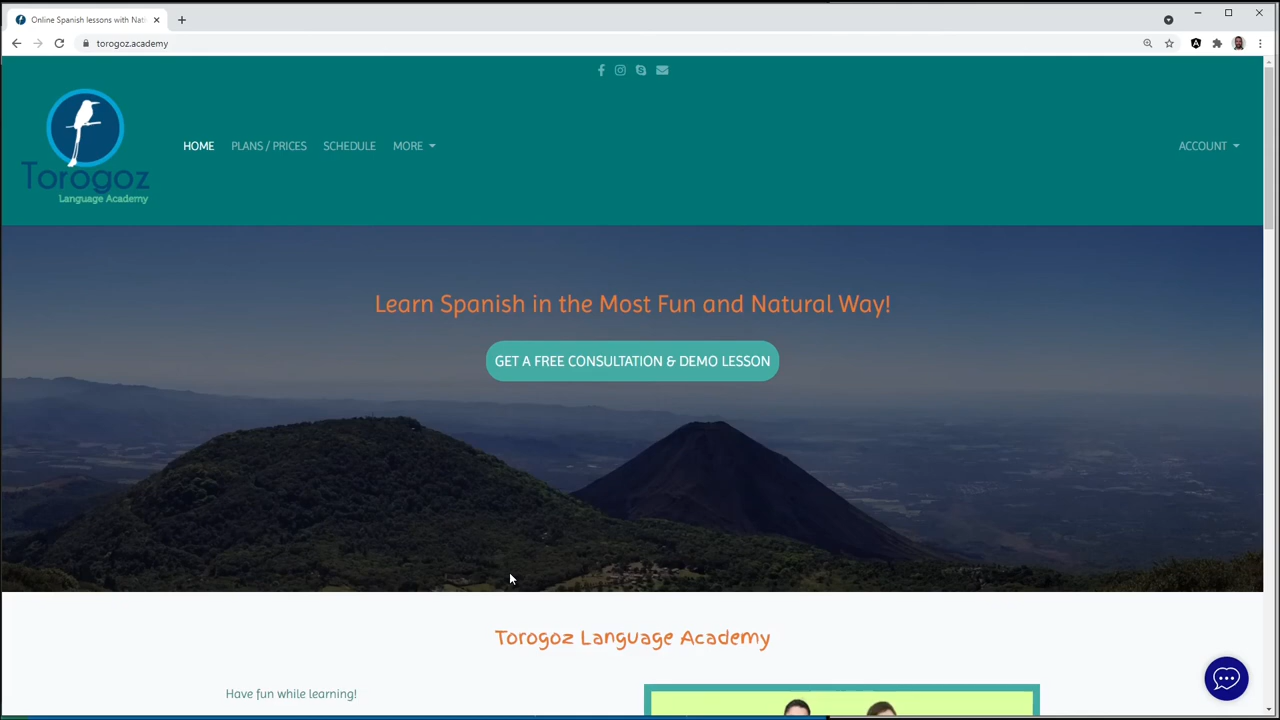 Online Spanish lessons with Nati
torogoz.academy
Torogoz
Language Academy
HOME
PLANS / PRICES
SCHEDULE
MORE
ACCOUNT
Learn Spanish in the Most Fun and Natural Way!
GET A FREE CONSULTATION & DEMO LESSON
Torogoz Language Academy
Have fun while learning!